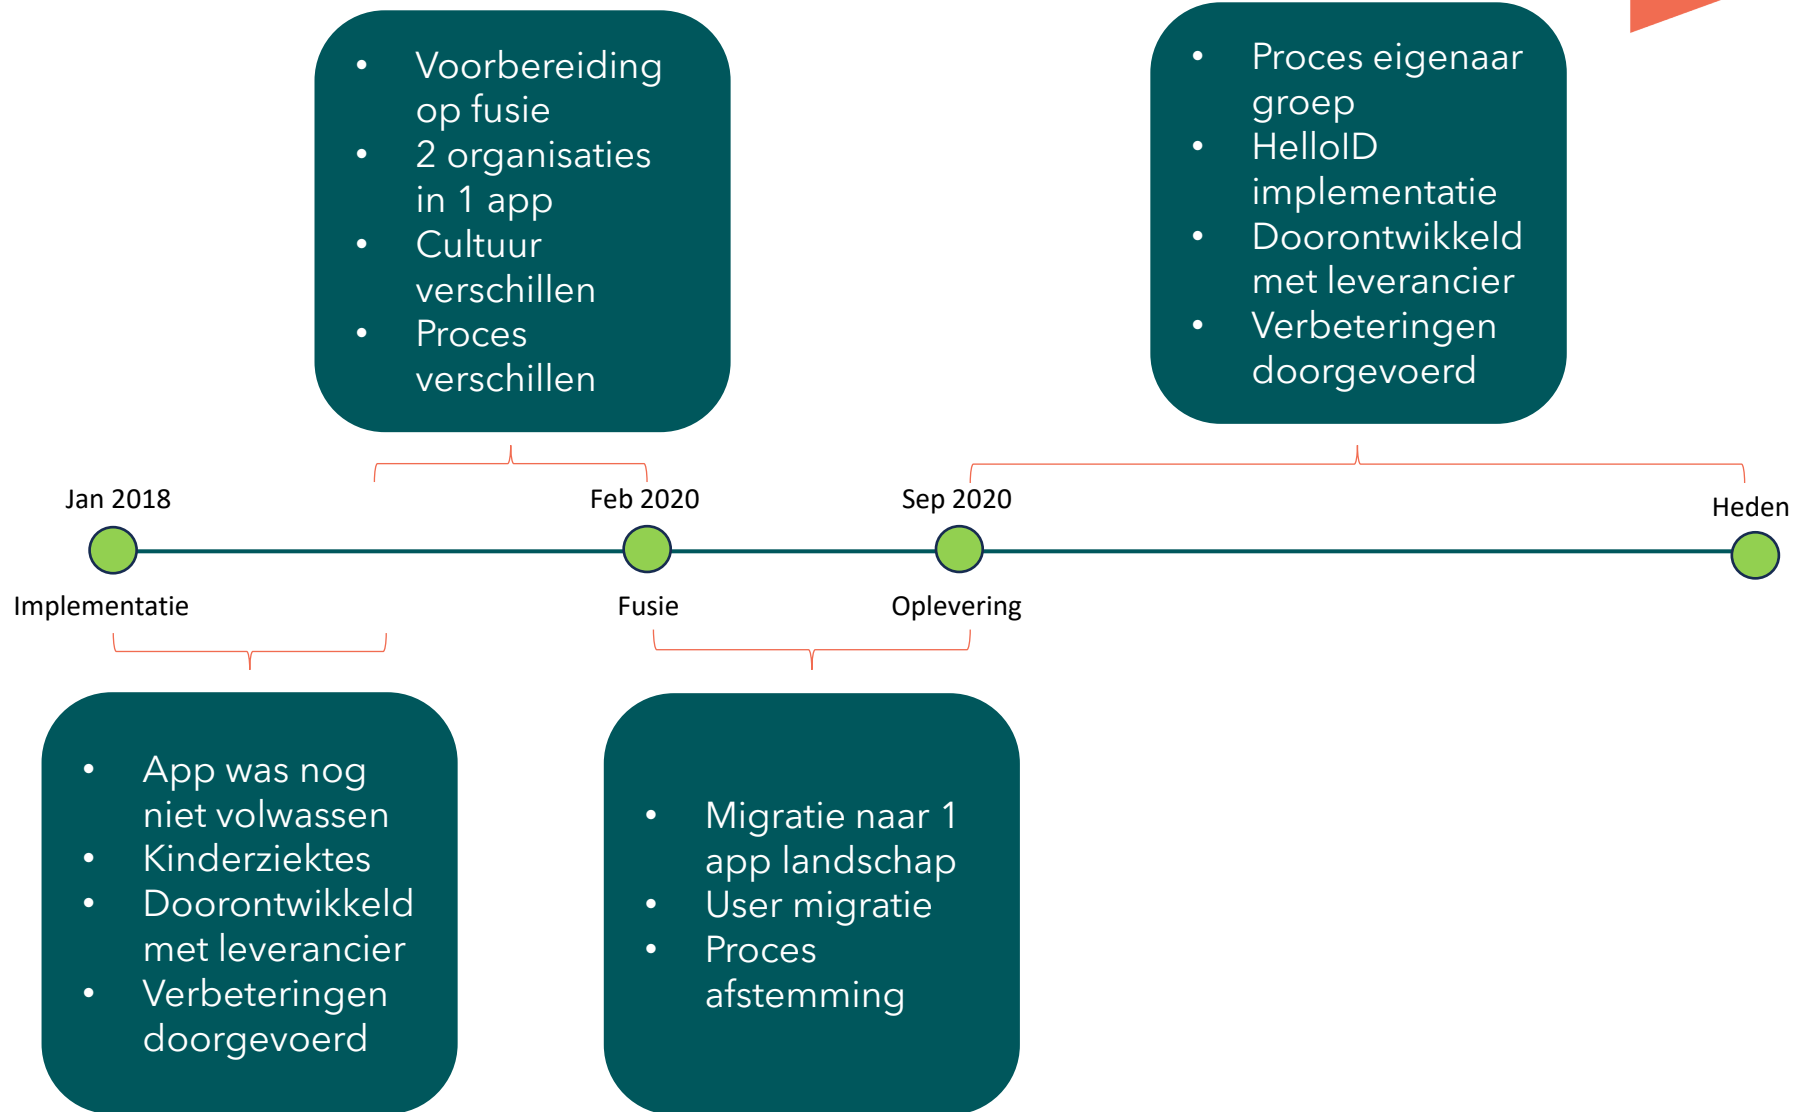 • Voorbereiding
op fusie
• 2 organisaties
in 1 app
• Cultuur
verschillen
• Proces
verschillen
• Proces eigenaar
groep
• HelloID
implementatie
• Doorontwikkeld
met leverancier
• Verbeteringen
doorgevoerd
Jan 2018
Feb 2020
Sep 2020
Heden
Implementatie
Fusie
Oplevering
• App was nog
niet volwassen
• Kinderziektes
• Doorontwikkeld
met leverancier
• Verbeteringen
doorgevoerd
• Migratie naar 1
app landschap
• User migratie
• Proces
afstemming